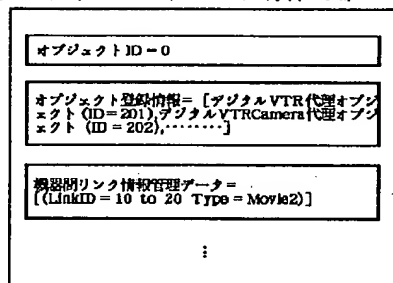 オブジェクトID=0
オブジェクト登録情報= [デジタルVTR代理オブジ
ェクト (ID=201),デジタルVTRCamera代理オブジ
ェクト (ID = 202),········]
機器間リンク情報管理データ=
[(LinkID = 10 to 20 Type = Movie2)]
⋮